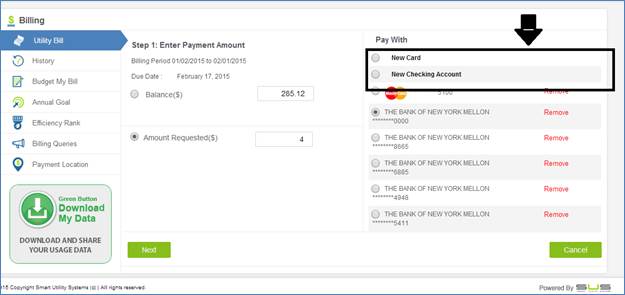 Billing
Utility Bill
History
Budget My Bill
Annual Goal
Efficiency Rank
Billing Queries
Payment Location
Green Button
Download
My Data
DOWNLOAD AND SHARE
YOUR USAGE DATA
Step 1: Enter Payment Amount
Billing Period 01/02/2015 to 02/01/2015
Due Date : February 17, 2015
Balance($) 285.12
Amount Requested($) 4
Next
Pay With
New Card
New Checking Account
Remove
THE BANK OF NEW YORK MELLON Remove
********0000
THE BANK OF NEW YORK MELLON Remove
********8665
THE BANK OF NEW YORK MELLON Remove
********6885
THE BANK OF NEW YORK MELLON Remove
********4948
THE BANK OF NEW YORK MELLON Remove
********5411
Cancel
015 Copyright Smart Utility Systems (c) | All rights reserved.
Powered By SUS